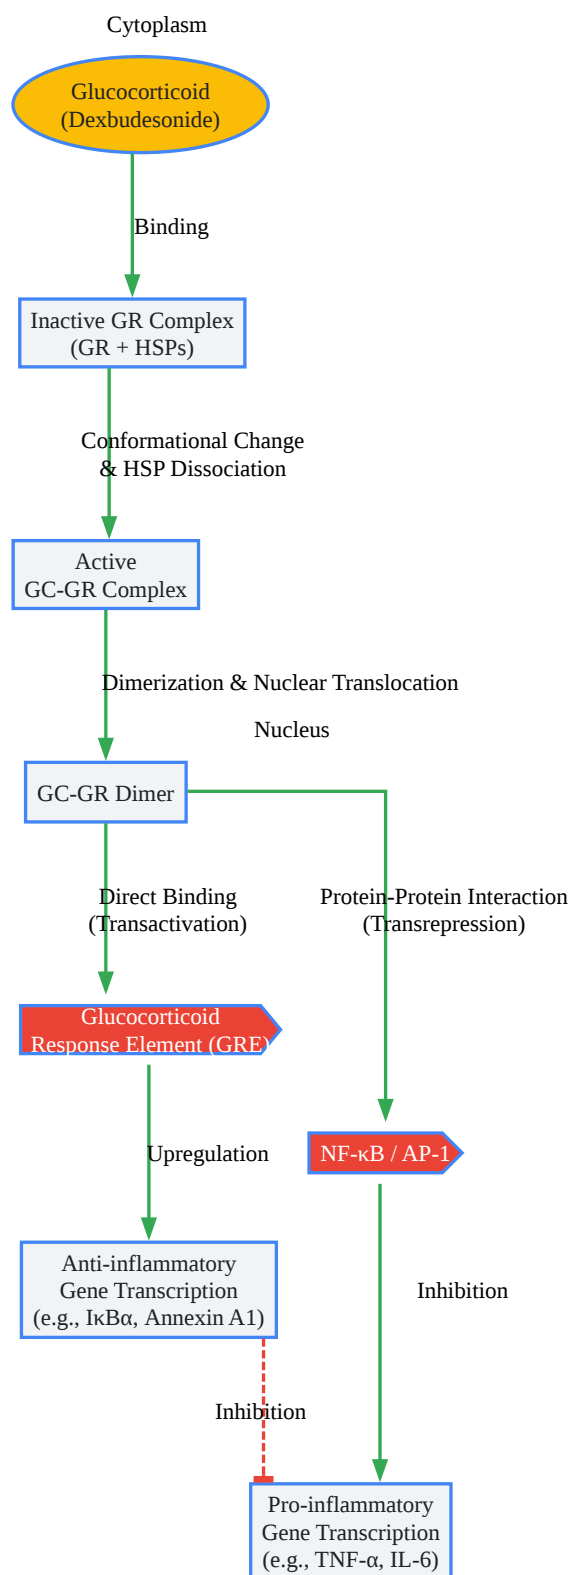 Cytoplasm
Glucocorticoid
(Dexbudesonide)
Binding
Inactive GR Complex
(GR + HSPs)
Conformational Change
& HSP Dissociation
Active
GC-GR Complex
Dimerization & Nuclear Translocation
Nucleus
GC-GR Dimer
Direct Binding
(Transactivation)
Protein-Protein Interaction
(Transrepression)
Glucocorticoid
Response Element (GRE)
Upregulation
NF-κB / AP-1
Anti-inflammatory
Gene Transcription
(e.g., IκBα, Annexin A1)
Inhibition
Inhibition
Pro-inflammatory
Gene Transcription
(e.g., TNF-α, IL-6)